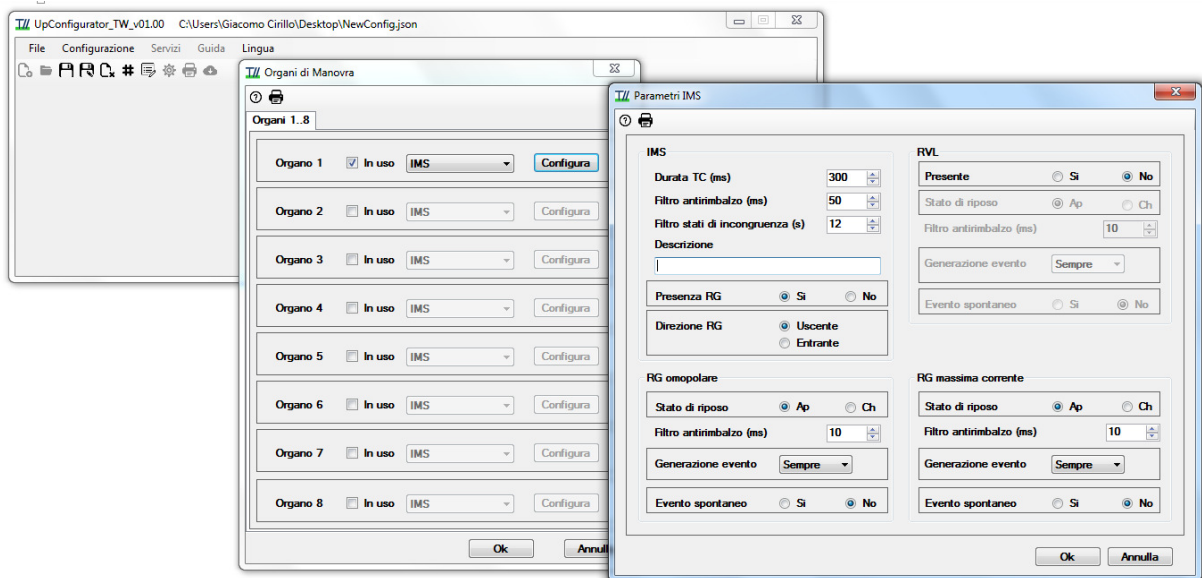 UpConfigurator_TW_v01.00 C:\Users\Giacomo Cirillo\Desktop\NewConfig.json
File Configurazione Servizi Guida Lingua
Organi di Manovra
Organi 1..8
Organo 1 In uso IMS Configura
Organo 2 In uso IMS Configura
Organo 3 In uso IMS Configura
Organo 4 In uso IMS Configura
Organo 5 In uso IMS Configura
Organo 6 In uso IMS Configura
Organo 7 In uso IMS Configura
Organo 8 In uso IMS Configura
Ok Annull
Parametri IMS
IMS
Durata TC (ms) 300
Filtro antirimbalzo (ms) 50
Filtro stati di incongruenza (s) 12
Descrizione
Presenza RG Si No
Direzione RG Uscente
Entrante
RVL
Presente Si No
Stato di riposo Ap Ch
Filtro antirimbalzo (ms) 10
Generazione evento Sempre
Evento spontaneo Si No
RG omopolare
Stato di riposo Ap Ch
Filtro antirimbalzo (ms) 10
Generazione evento Sempre
Evento spontaneo Si No
RG massima corrente
Stato di riposo Ap Ch
Filtro antirimbalzo (ms) 10
Generazione evento Sempre
Evento spontaneo Si No
Ok Annulla